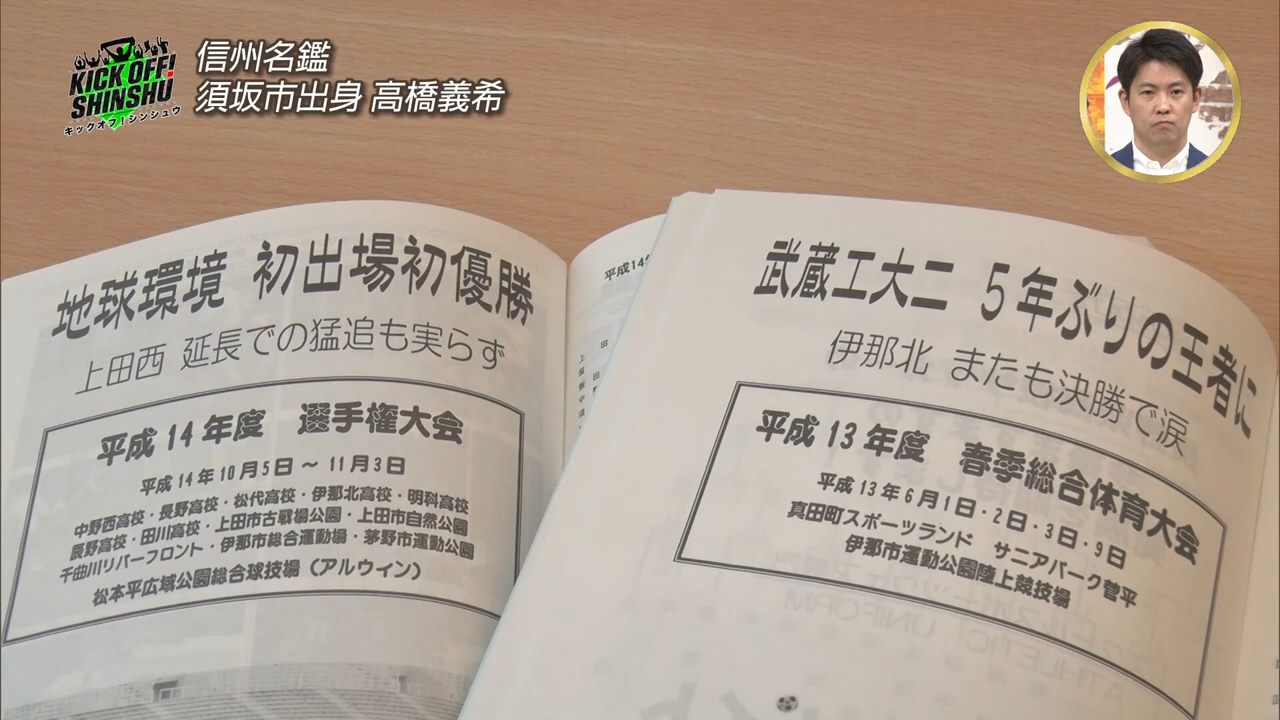 KICK OFF!
SHINSHU
キックオフ!シンシュウ
信州名鑑
須坂市出身 高橋義希
地球環境 初出場初優勝
上田西 延長での猛追も実らず
平成14年度 選手権大会
平成14年10月5日〜11月3日
中野西高校・長野高校・松代高校・伊那北高校・明科高校
辰野高校・田川高校・上田市古戦場公園・上田市自然公園
千曲川リバーフロント・伊那市総合運動場・茅野市運動公園
松本平広域公園総合球技場（アルウィン）
平成14
武蔵工大二 5年ぶりの王者に
伊那北 またも決勝で涙
平成13年度 春季総合体育大会
平成13年6月1日・2日・3日・9日
真田町スポーツランド サニアパーク菅平
伊那市運動公園陸上競技場